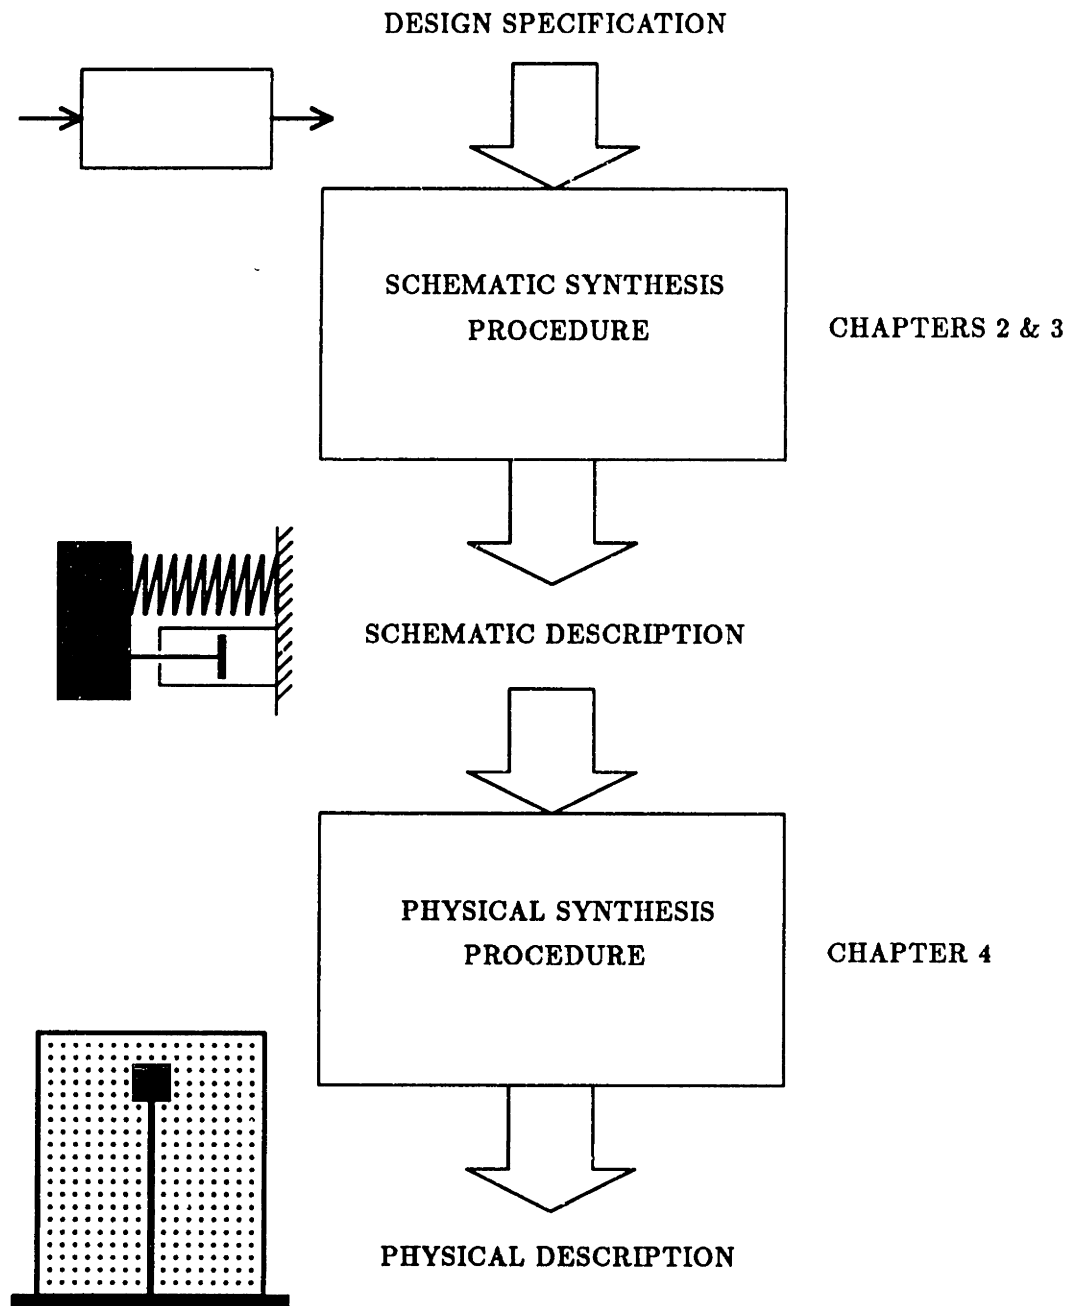 DESIGN SPECIFICATION
SCHEMATIC SYNTHESIS
PROCEDURE
CHAPTERS 2 & 3
SCHEMATIC DESCRIPTION
PHYSICAL SYNTHESIS
PROCEDURE
CHAPTER 4
PHYSICAL DESCRIPTION